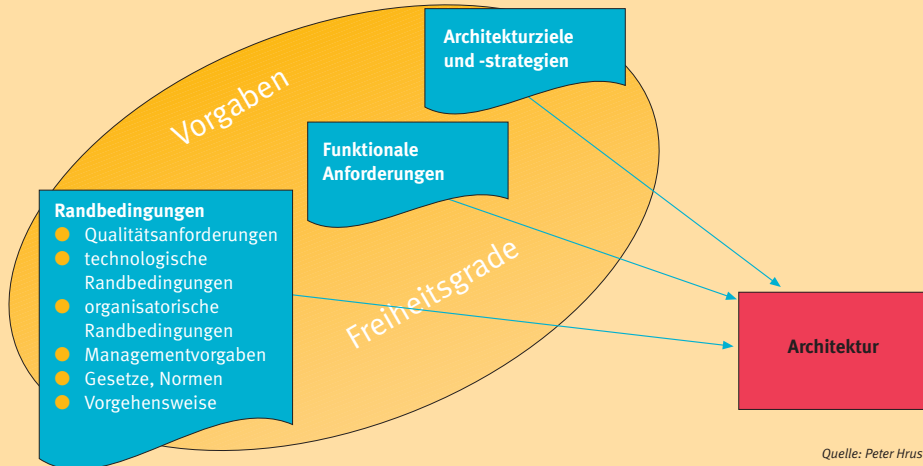 Architekturziele
und -strategien
Vorgaben
Funktionale
Anforderungen
Randbedingungen
Qualitätsanforderungen
technologische
Randbedingungen
organisatorische
Randbedingungen
Managementvorgaben
Gesetze, Normen
Vorgehensweise
Freiheitsgrade
Architektur
Quelle: Peter Hrus